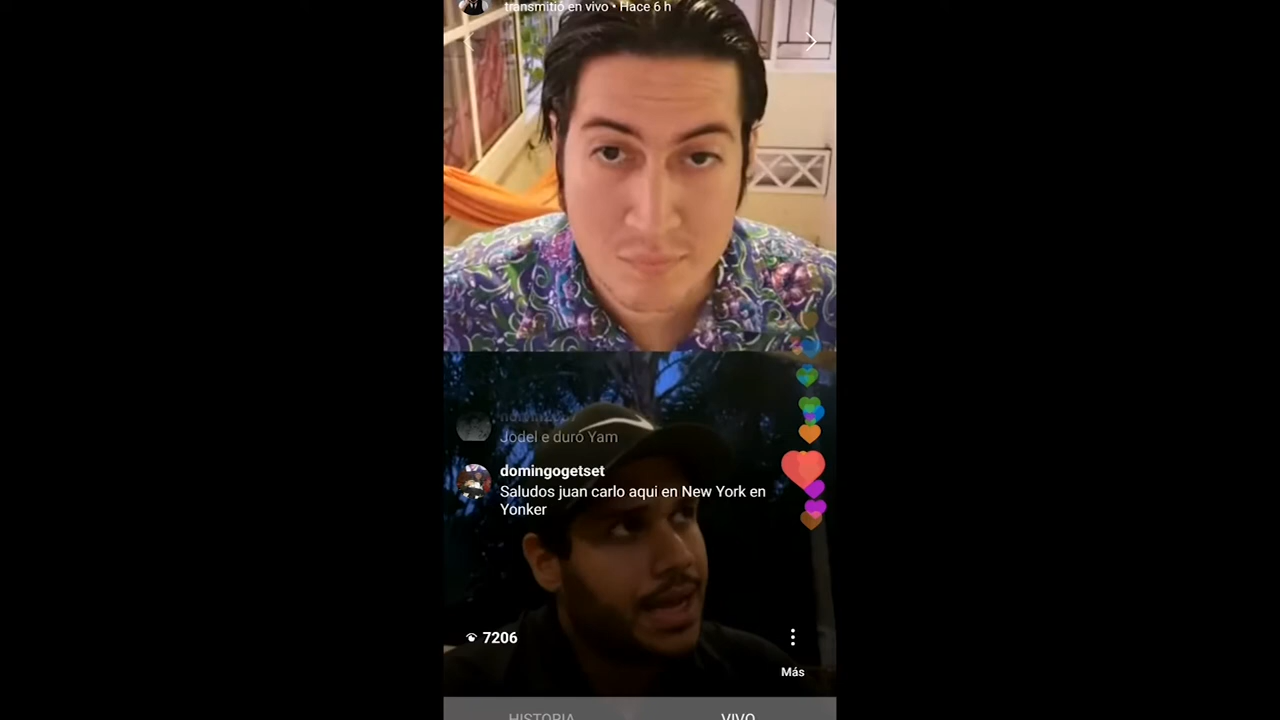 transmitió en vivo • Hace 6 h
Jodel e duró Yam
domingogetset
Saludos juan carlo aqui en New York en
Yonker
7206
Más
HISTORIA
VIVO